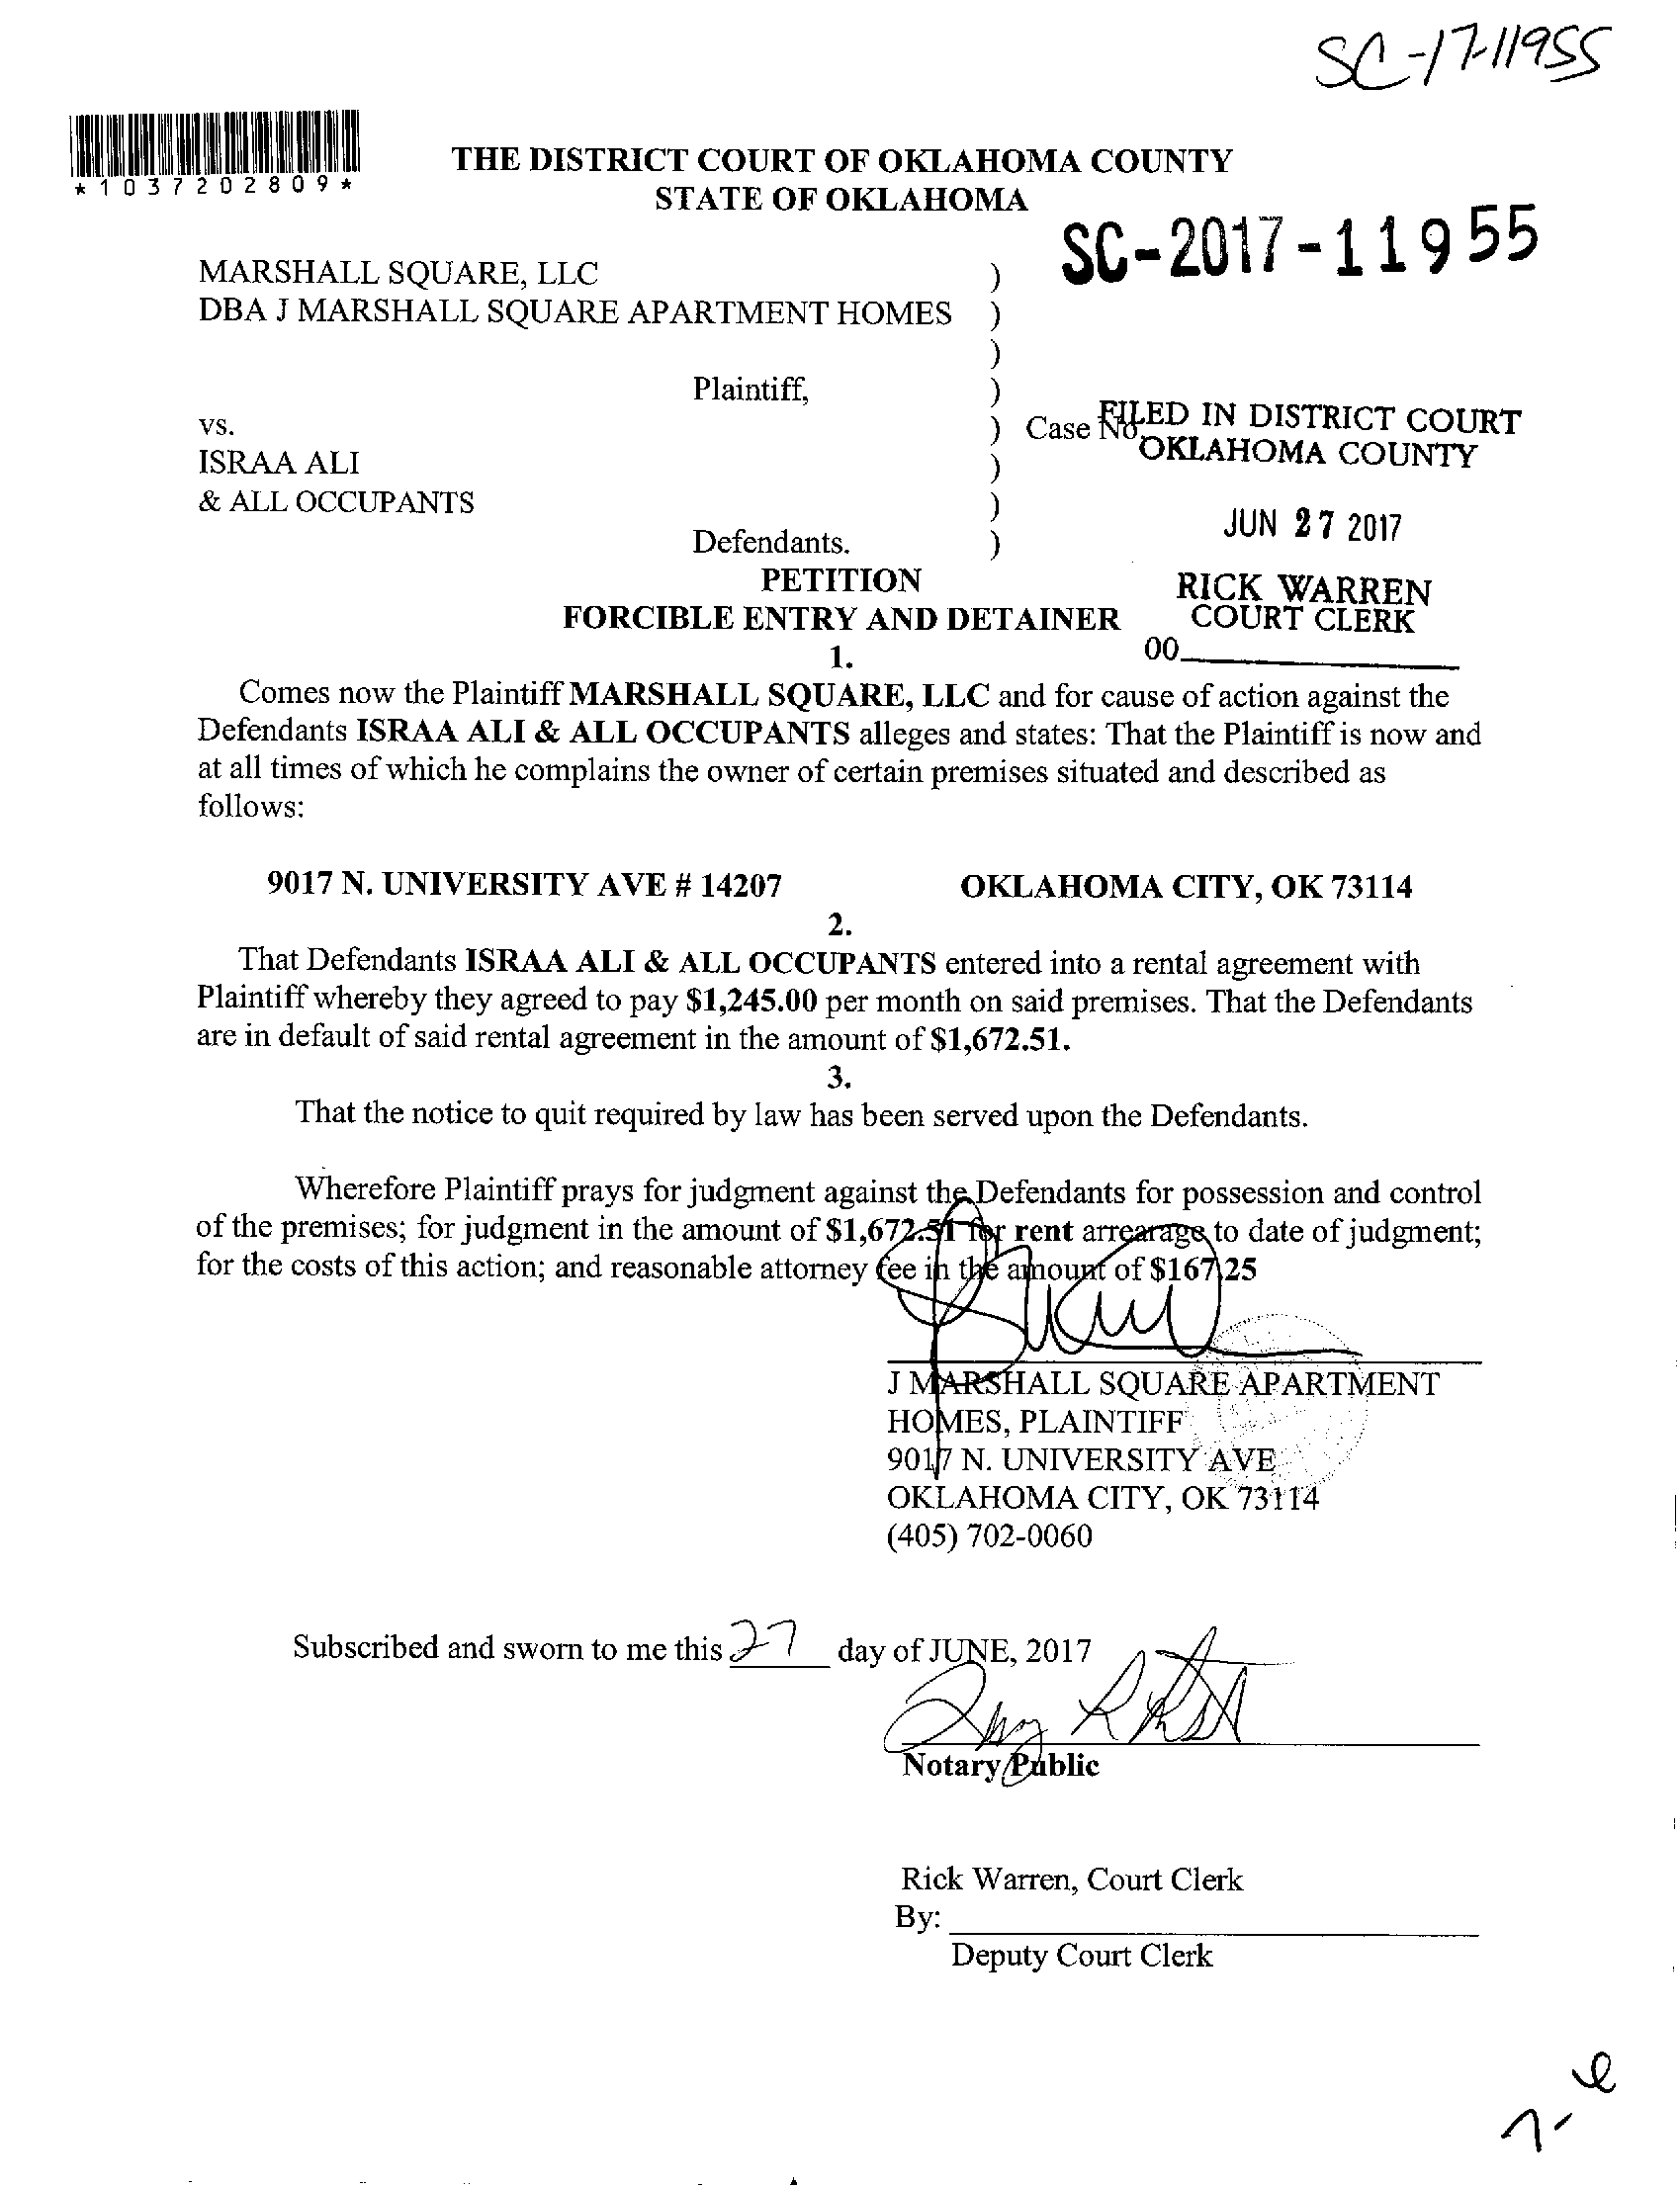 SC-17-11955
*1037202809*
THE DISTRICT COURT OF OKLAHOMA COUNTY
STATE OF OKLAHOMA
SC-2017-11955
MARSHALL SQUARE, LLC )
DBA J MARSHALL SQUARE APARTMENT HOMES )
)
Plaintiff, )
vs. ) Case No.
FILED IN DISTRICT COURT
OKLAHOMA COUNTY
ISRAA ALI )
& ALL OCCUPANTS )
JUN 27 2017
Defendants. )
PETITION
RICK WARREN
COURT CLERK
FORCIBLE ENTRY AND DETAINER
00
1.
Comes now the Plaintiff MARSHALL SQUARE, LLC and for cause of action against the
Defendants ISRAA ALI & ALL OCCUPANTS alleges and states: That the Plaintiff is now and
at all times of which he complains the owner of certain premises situated and described as
follows:
9017 N. UNIVERSITY AVE # 14207 OKLAHOMA CITY, OK 73114
2.
That Defendants ISRAA ALI & ALL OCCUPANTS entered into a rental agreement with
Plaintiff whereby they agreed to pay $1,245.00 per month on said premises. That the Defendants
are in default of said rental agreement in the amount of $1,672.51.
3.
That the notice to quit required by law has been served upon the Defendants.
Wherefore Plaintiff prays for judgment against the Defendants for possession and control
of the premises; for judgment in the amount of $1,672.51 for rent arrearage to date of judgment;
for the costs of this action; and reasonable attorney fee in the amount of $167.25
J MARSHALL SQUARE APARTMENT
HOMES, PLAINTIFF
9017 N. UNIVERSITY AVE
OKLAHOMA CITY, OK 73114
(405) 702-0060
Subscribed and sworn to me this 27 day of JUNE, 2017
Notary Public
Rick Warren, Court Clerk
By:
Deputy Court Clerk